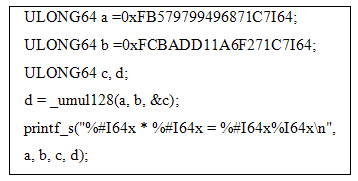 ULONG64 a =0xFB579799496871C7I64;
ULONG64 b =0xFCBADD11A6F271C7I64;
ULONG64 c, d;
d = _umul128(a, b, &c);
printf_s("%#I64x * %#I64x = %#I64x%I64x\n",
a, b, c, d);